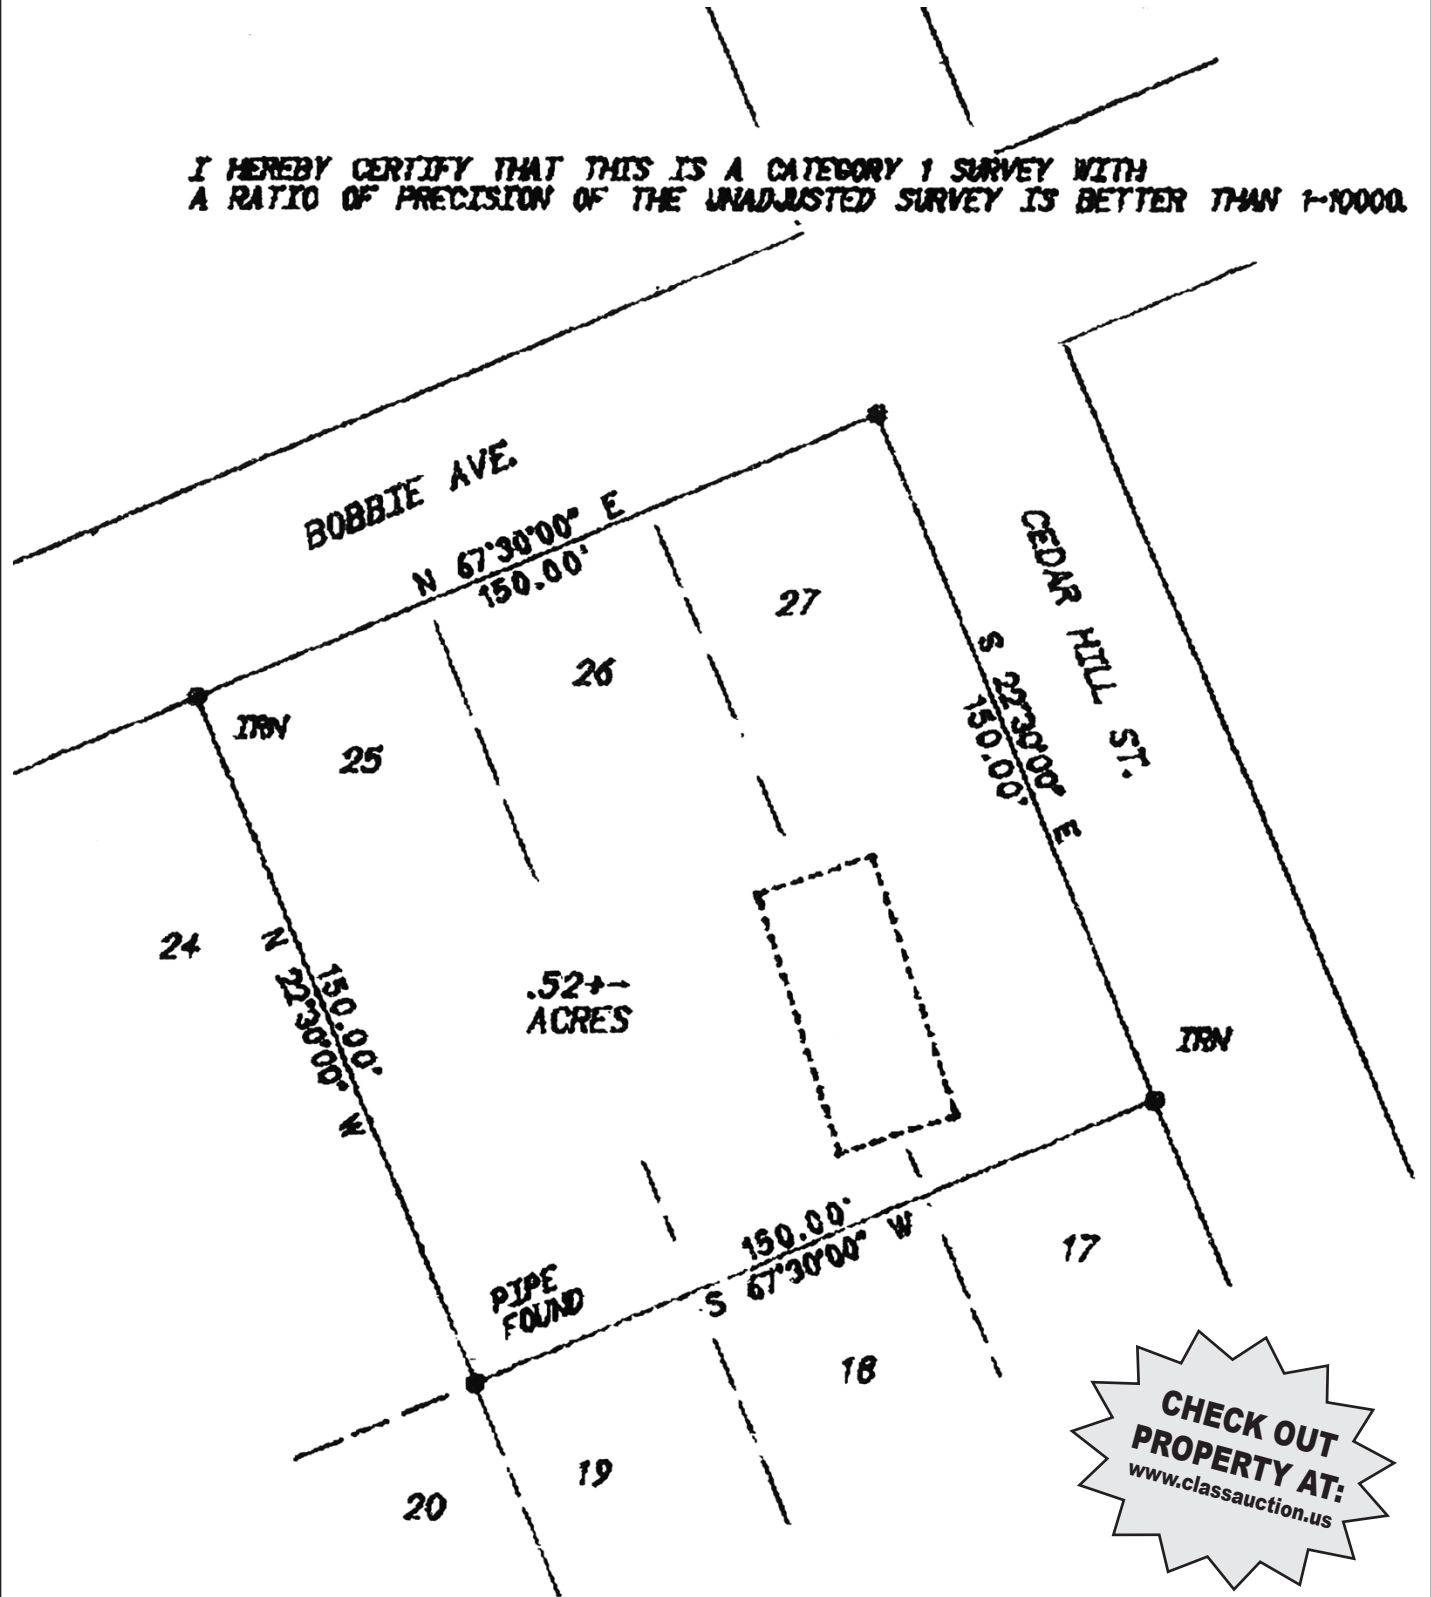 I HEREBY CERTIFY THAT THIS IS A CATEGORY 1 SURVEY WITH
A RATIO OF PRECISION OF THE UNADJUSTED SURVEY IS BETTER THAN 1-10000.
BOBBIE AVE.
N 67°30'00" E
150.00'
CEDAR HILL ST.
S 22°30'00" E
150.00'
27
26
25
IRN
24
N 22°30'00" W
150.00'
.52+-
ACRES
IRN
150.00'
S 67°30'00" W
PIPE
FOUND
17
18
19
20
CHECK OUT
PROPERTY AT:
www.classauction.us